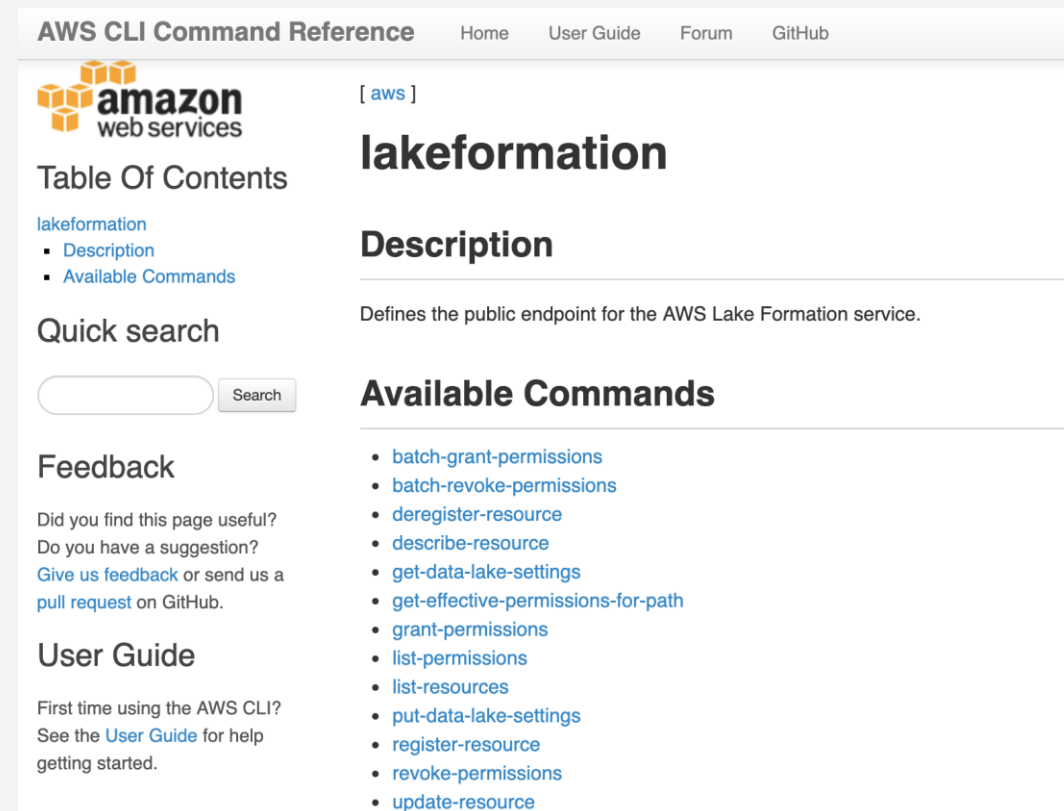 AWS CLI Command Reference Home User Guide Forum GitHub
amazon
web services
Table Of Contents
lakeformation
Description
Available Commands
Quick search
Search
Feedback
Did you find this page useful?
Do you have a suggestion?
Give us feedback or send us a
pull request on GitHub.
User Guide
First time using the AWS CLI?
See the User Guide for help
getting started.
[ aws ]
lakeformation
Description
Defines the public endpoint for the AWS Lake Formation service.
Available Commands
batch-grant-permissions
batch-revoke-permissions
deregister-resource
describe-resource
get-data-lake-settings
get-effective-permissions-for-path
grant-permissions
list-permissions
list-resources
put-data-lake-settings
register-resource
revoke-permissions
update-resource